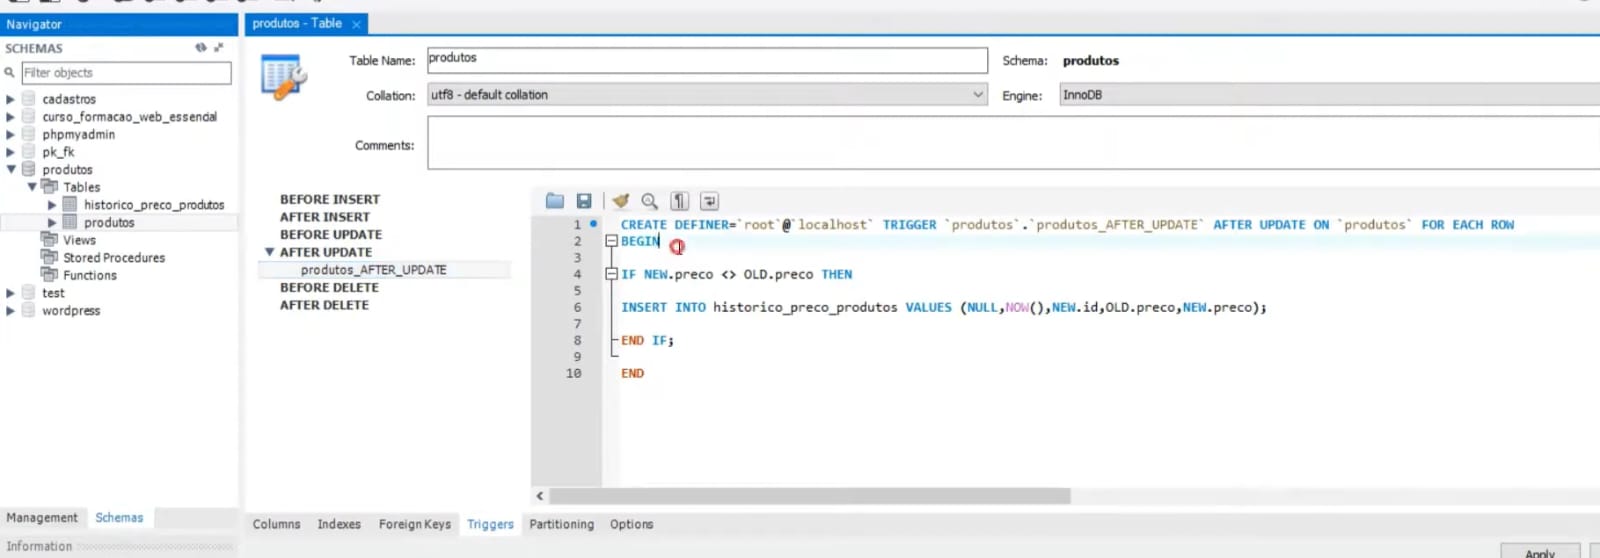 Navigator
SCHEMAS
Filter objects
cadastros
curso_formacao_web_essendal
phpmyadmin
pk_fk
produtos
Tables
historico_preco_produtos
produtos
Views
Stored Procedures
Functions
test
wordpress
Management Schemas
Information
produtos - Table ×
Table Name: produtos
Schema: produtos
Collation: utf8 - default collation
Engine: InnoDB
Comments:
BEFORE INSERT
AFTER INSERT
BEFORE UPDATE
AFTER UPDATE
produtos_AFTER_UPDATE
BEFORE DELETE
AFTER DELETE
1 CREATE DEFINER=`root`@`localhost` TRIGGER `produtos`.`produtos_AFTER_UPDATE` AFTER UPDATE ON `produtos` FOR EACH ROW
2 BEGIN
3
4 IF NEW.preco <> OLD.preco THEN
5
6 INSERT INTO historico_preco_produtos VALUES (NULL,NOW(),NEW.id,OLD.preco,NEW.preco);
7
8 END IF;
9
10 END
Columns Indexes Foreign Keys Triggers Partitioning Options
Apply